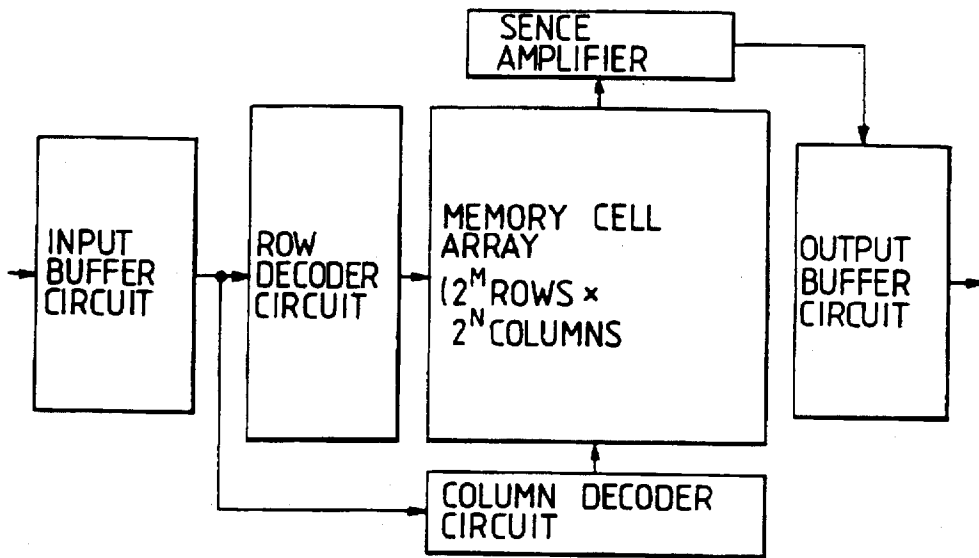 SENCE
AMPLIFIER
INPUT
BUFFER
CIRCUIT
ROW
DECODER
CIRCUIT
MEMORY CELL
ARRAY
(2^M ROWS ×
2^N COLUMNS
OUTPUT
BUFFER
CIRCUIT
COLUMN DECODER
CIRCUIT